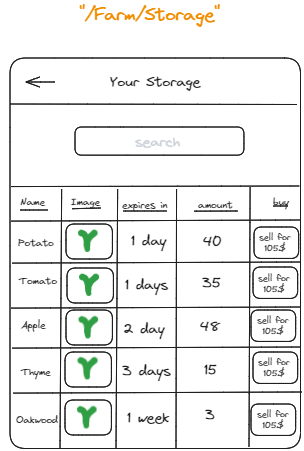 "/Farm/Storage"
Your Storage
search
Name Image expires in amount buy
Potato 1 day 40 sell for 105$
Tomato 1 days 35 sell for 105$
Apple 2 day 48 sell for 105$
Thyme 3 days 15 sell for 105$
Oakwood 1 week 3 sell for 105$